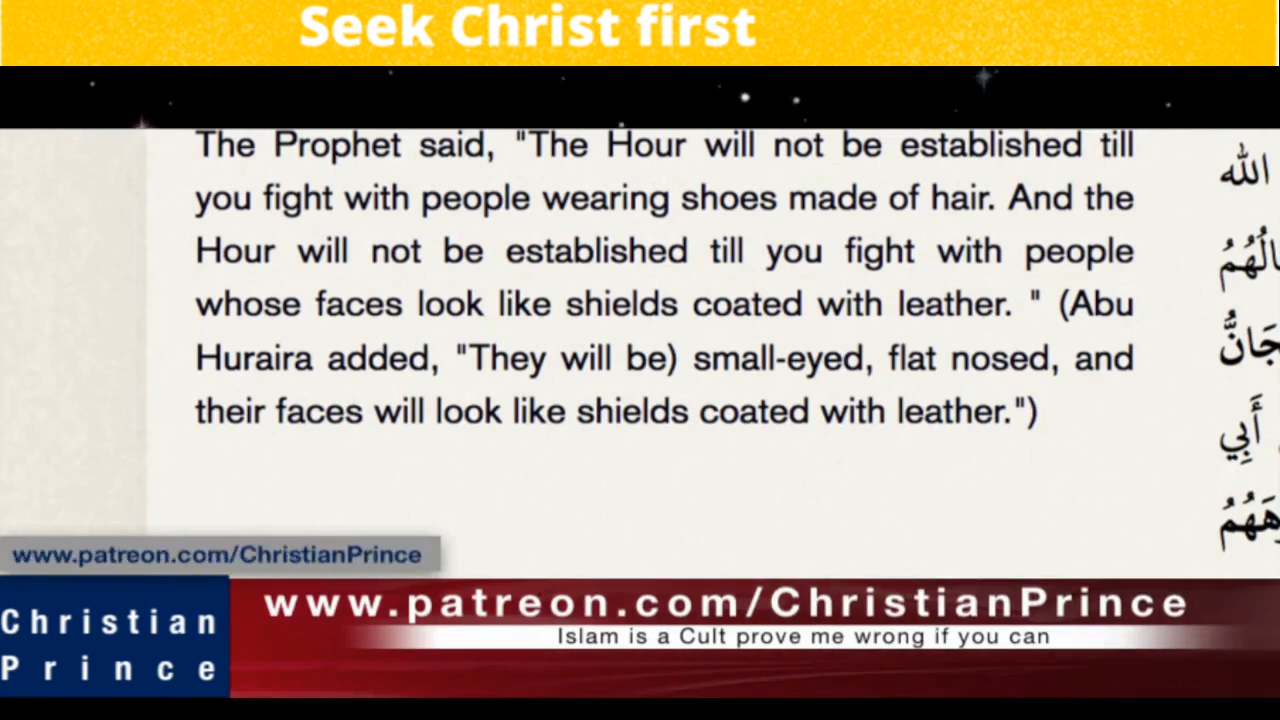 Seek Christ first
The Prophet said, "The Hour will not be established till
you fight with people wearing shoes made of hair. And the
Hour will not be established till you fight with people
whose faces look like shields coated with leather. " (Abu
Huraira added, "They will be) small-eyed, flat nosed, and
their faces will look like shields coated with leather.")
الله
أَبِي
www.patreon.com/ChristianPrince
Christian
Prince
www.patreon.com/ChristianPrince
Islam is a Cult prove me wrong if you can